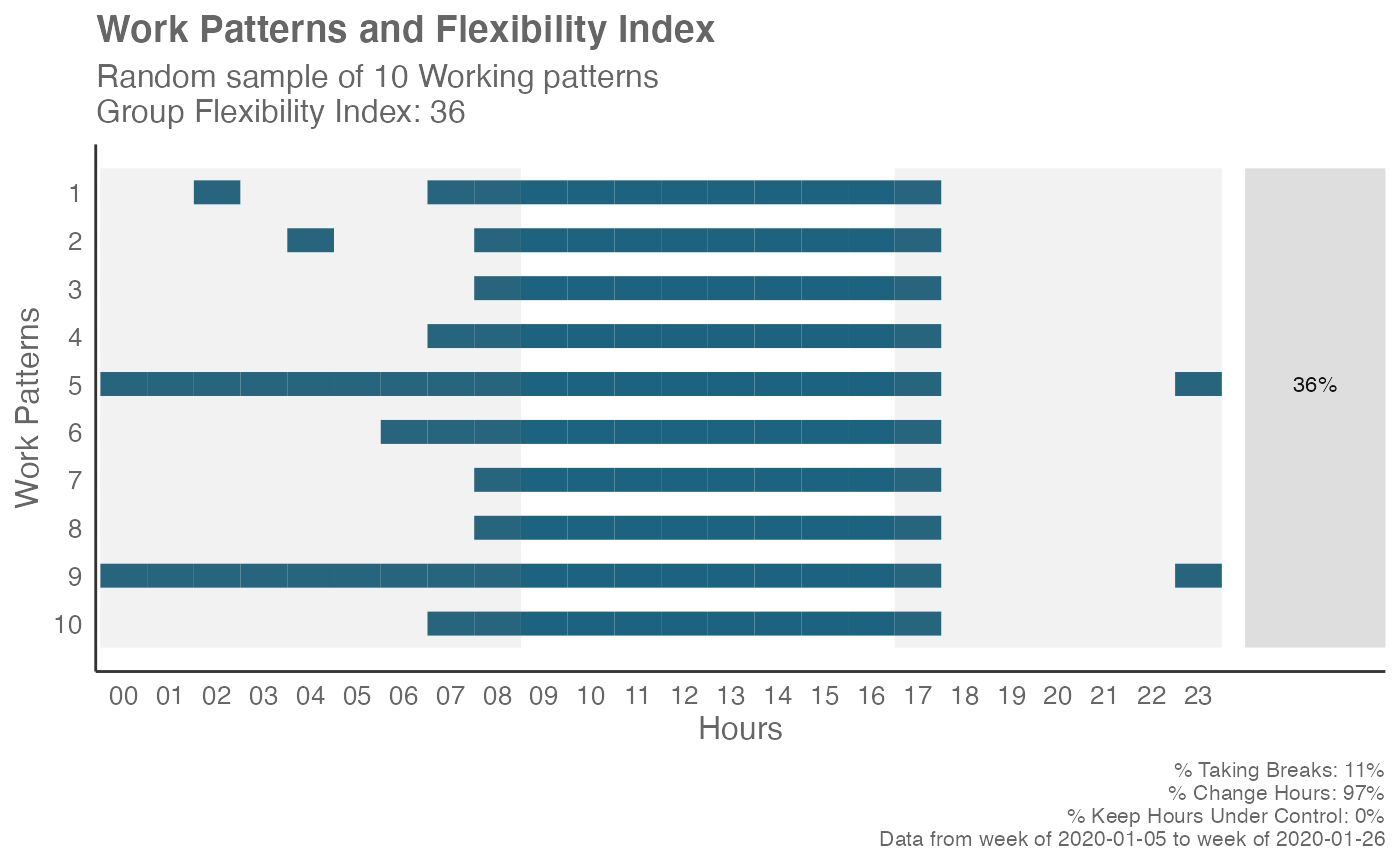 Work Patterns and Flexibility Index
Random sample of 10 Working patterns
Group Flexibility Index: 36
Work Patterns
1
2
3
4
5
6
7
8
9
10
36%
00 01 02 03 04 05 06 07 08 09 10 11 12 13 14 15 16 17 18 19 20 21 22 23
Hours
% Taking Breaks: 11%
% Change Hours: 97%
% Keep Hours Under Control: 0%
Data from week of 2020-01-05 to week of 2020-01-26